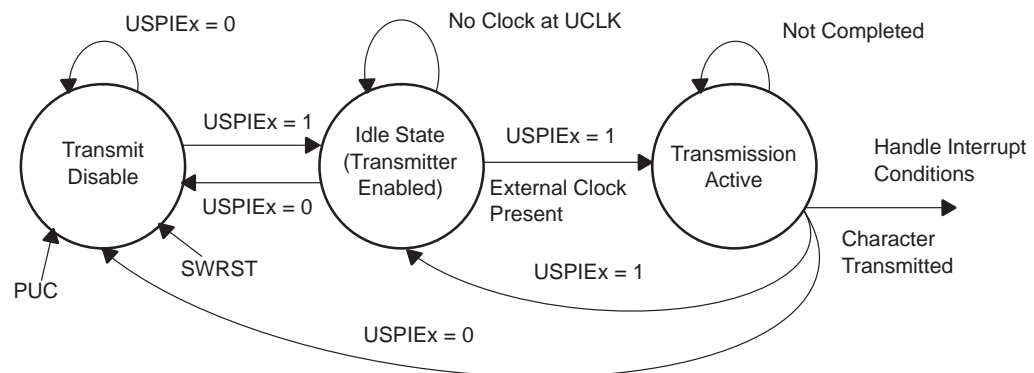 USPIEx = 0
No Clock at UCLK
Not Completed
Transmit
Disable
USPIEx = 1
Idle State
(Transmitter
Enabled)
USPIEx = 1
External Clock
Present
Transmission
Active
Handle Interrupt
Conditions
USPIEx = 0
Character
Transmitted
PUC
SWRST
USPIEx = 1
USPIEx = 0